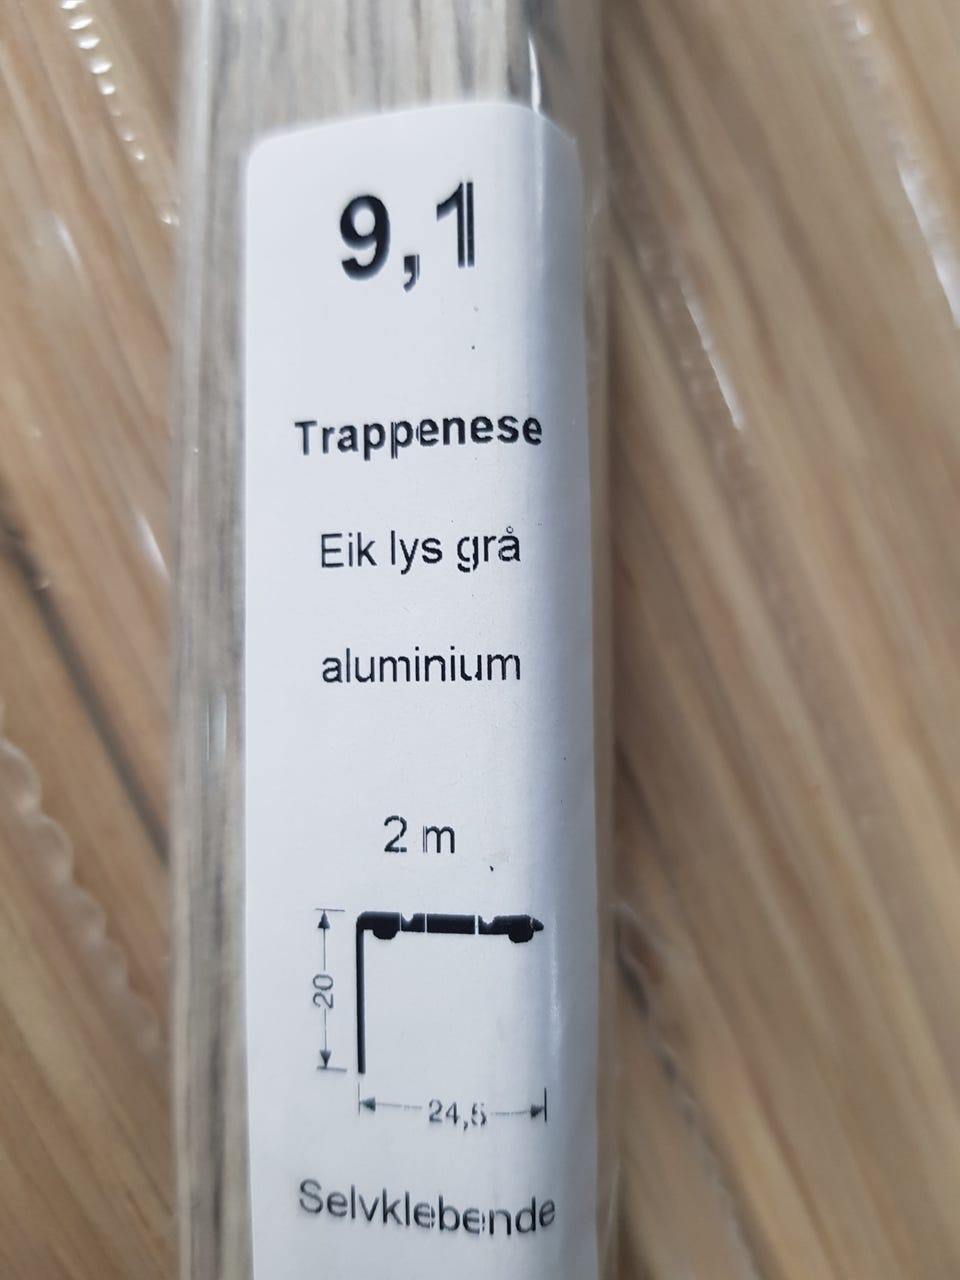 9,1
Trappenese
Eik lys grå
aluminium
2 m
20
24,5
Selvklebende